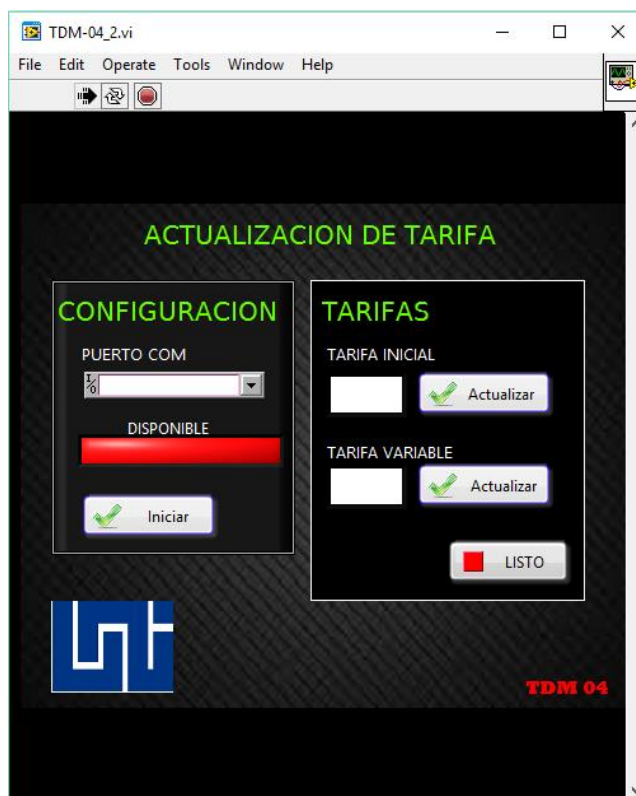 TDM-04_2.vi
File Edit Operate Tools Window Help
ACTUALIZACION DE TARIFA
CONFIGURACION
PUERTO COM
I/O
DISPONIBLE
Iniciar
TARIFAS
TARIFA INICIAL
Actualizar
TARIFA VARIABLE
Actualizar
LISTO
TDM 04